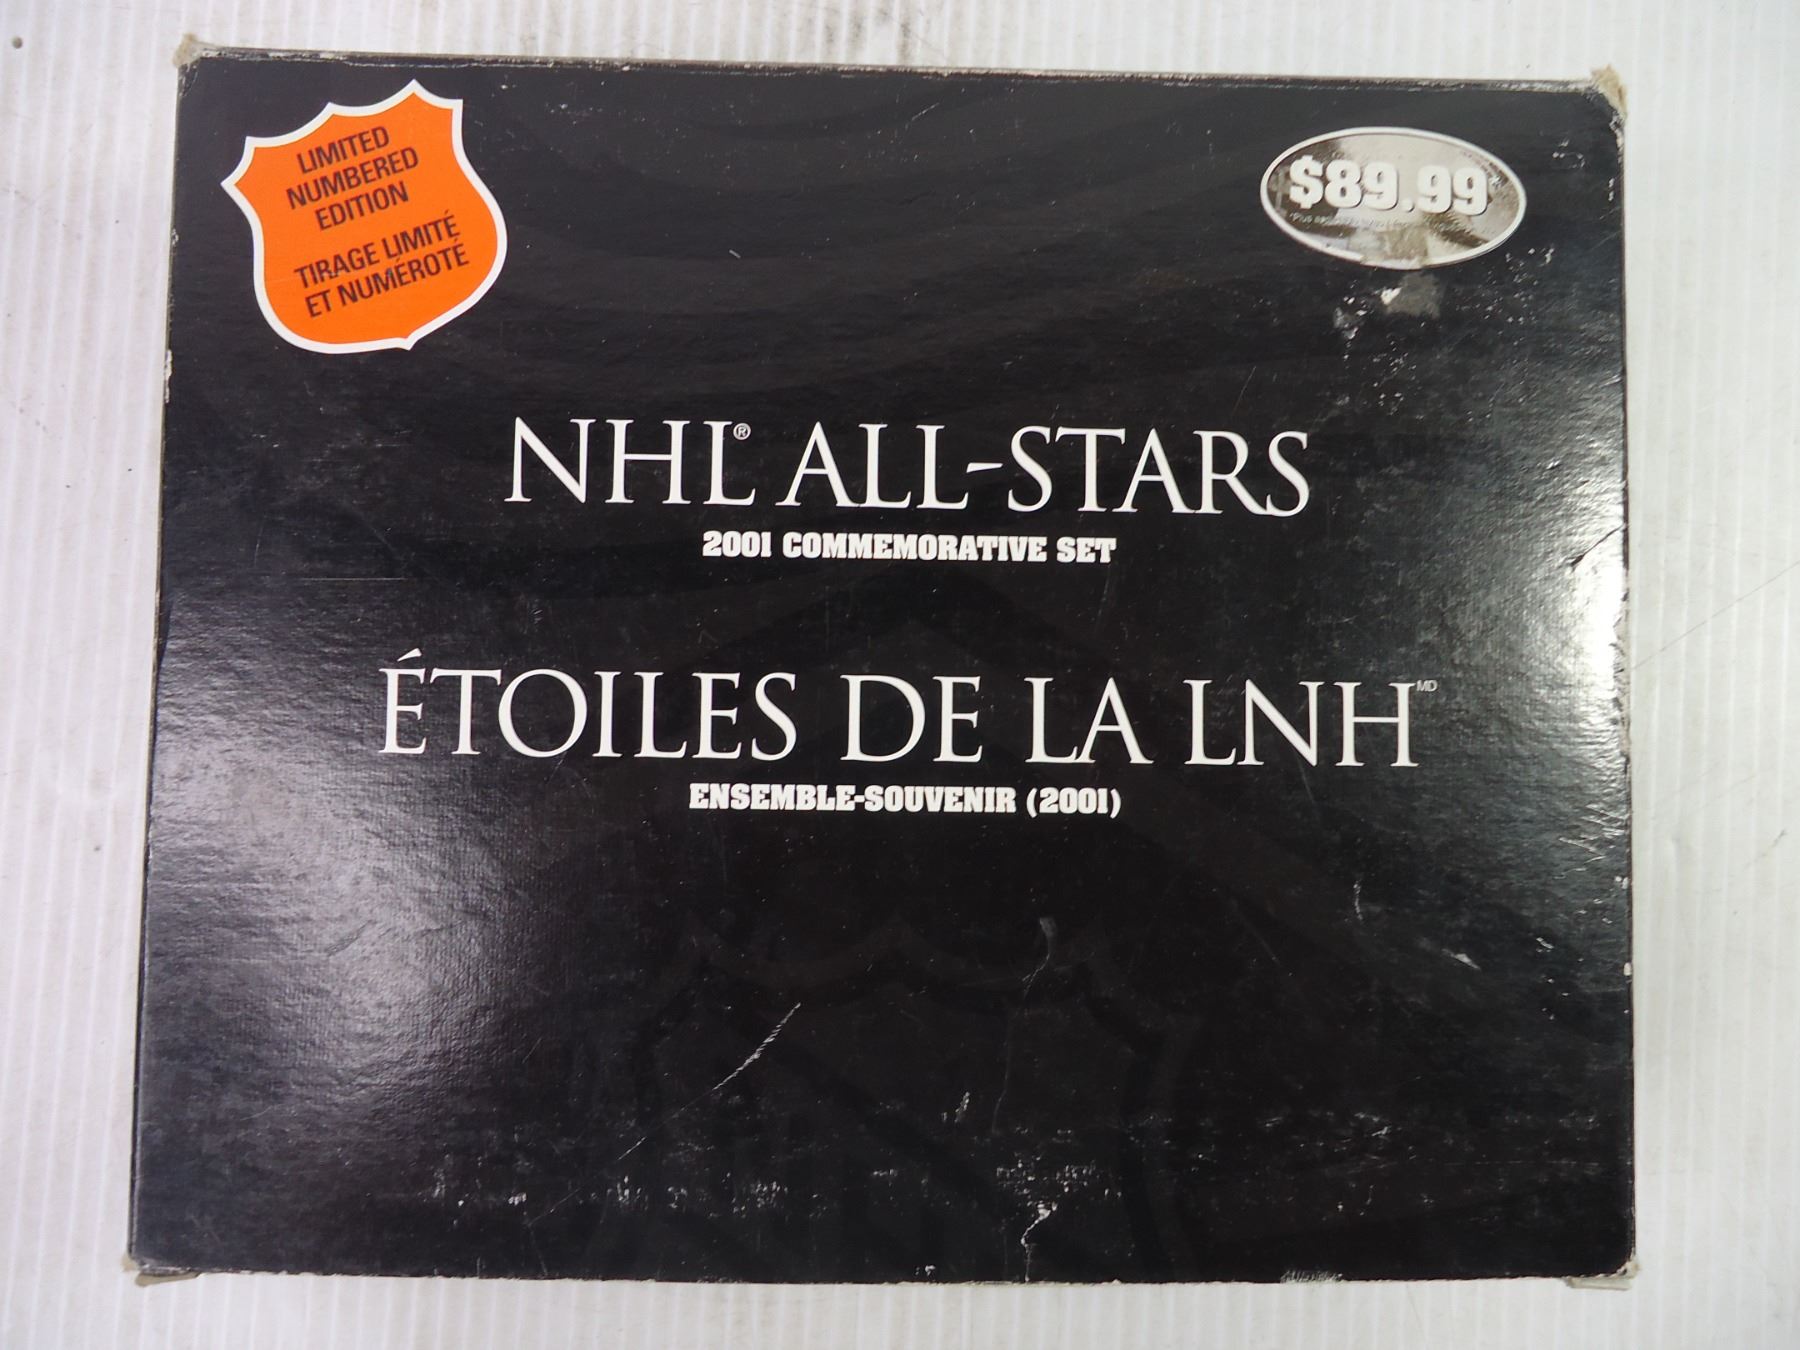 LIMITED
NUMBERED
EDITION
TIRAGE LIMITÉ
ET NUMÉROTÉ
$89.99*
*Plus
NHL® ALL-STARS
2001 COMMEMORATIVE SET
ÉTOILES DE LA LNH MD
ENSEMBLE-SOUVENIR (2001)